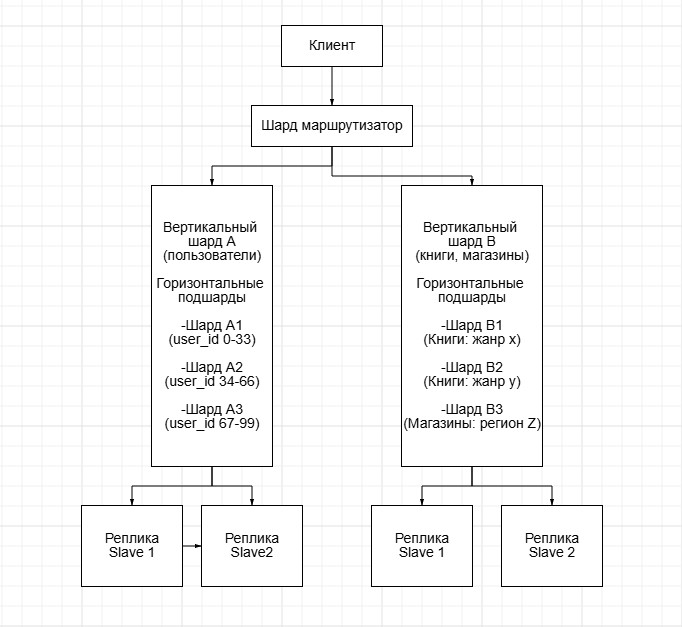 Клиент
Шард маршрутизатор
Вертикальный
шард A
(пользователи)
Горизонтальные
подшарды
-Шард A1
(user_id 0-33)
-Шард A2
(user_id 34-66)
-Шард A3
(user_id 67-99)
Вертикальный
шард B
(книги, магазины)
Горизонтальные
подшарды
-Шард B1
(Книги: жанр x)
-Шард B2
(Книги: жанр y)
-Шард B3
(Магазины: регион Z)
Реплика
Slave 1
Реплика
Slave2
Реплика
Slave 1
Реплика
Slave 2